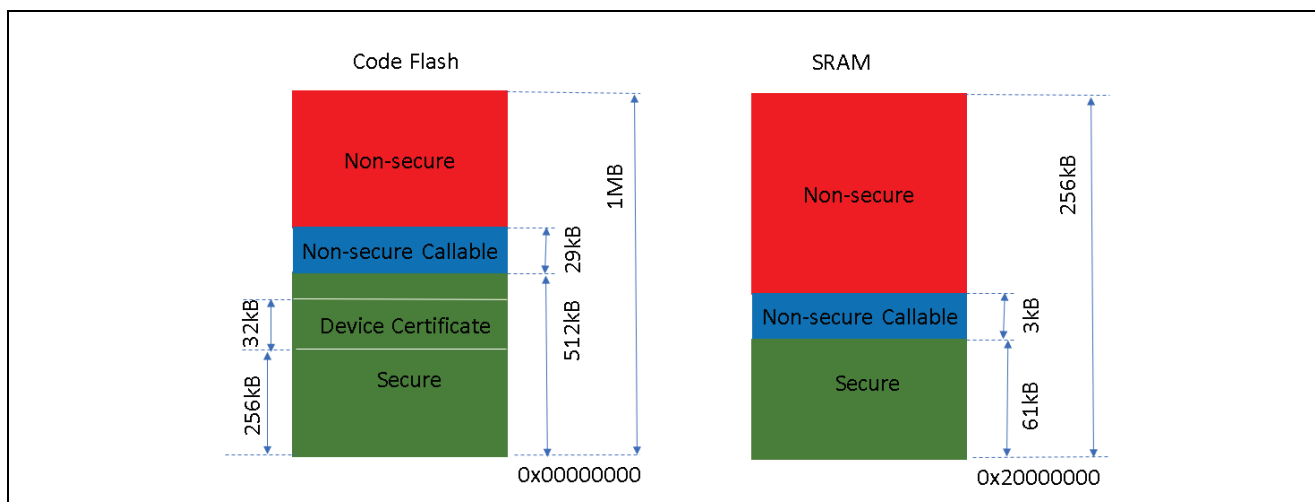 Code Flash
Non-secure
Non-secure Callable
Device Certificate
Secure
1MB
29kB
512kB
32kB
256kB
0x00000000
SRAM
Non-secure
Non-secure Callable
Secure
256kB
3kB
61kB
0x20000000